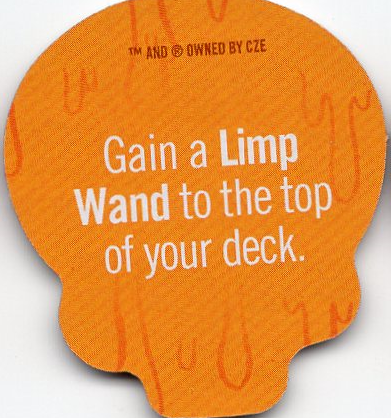 ™ AND ® OWNED BY CZE
Gain a Limp
Wand to the top
of your deck.